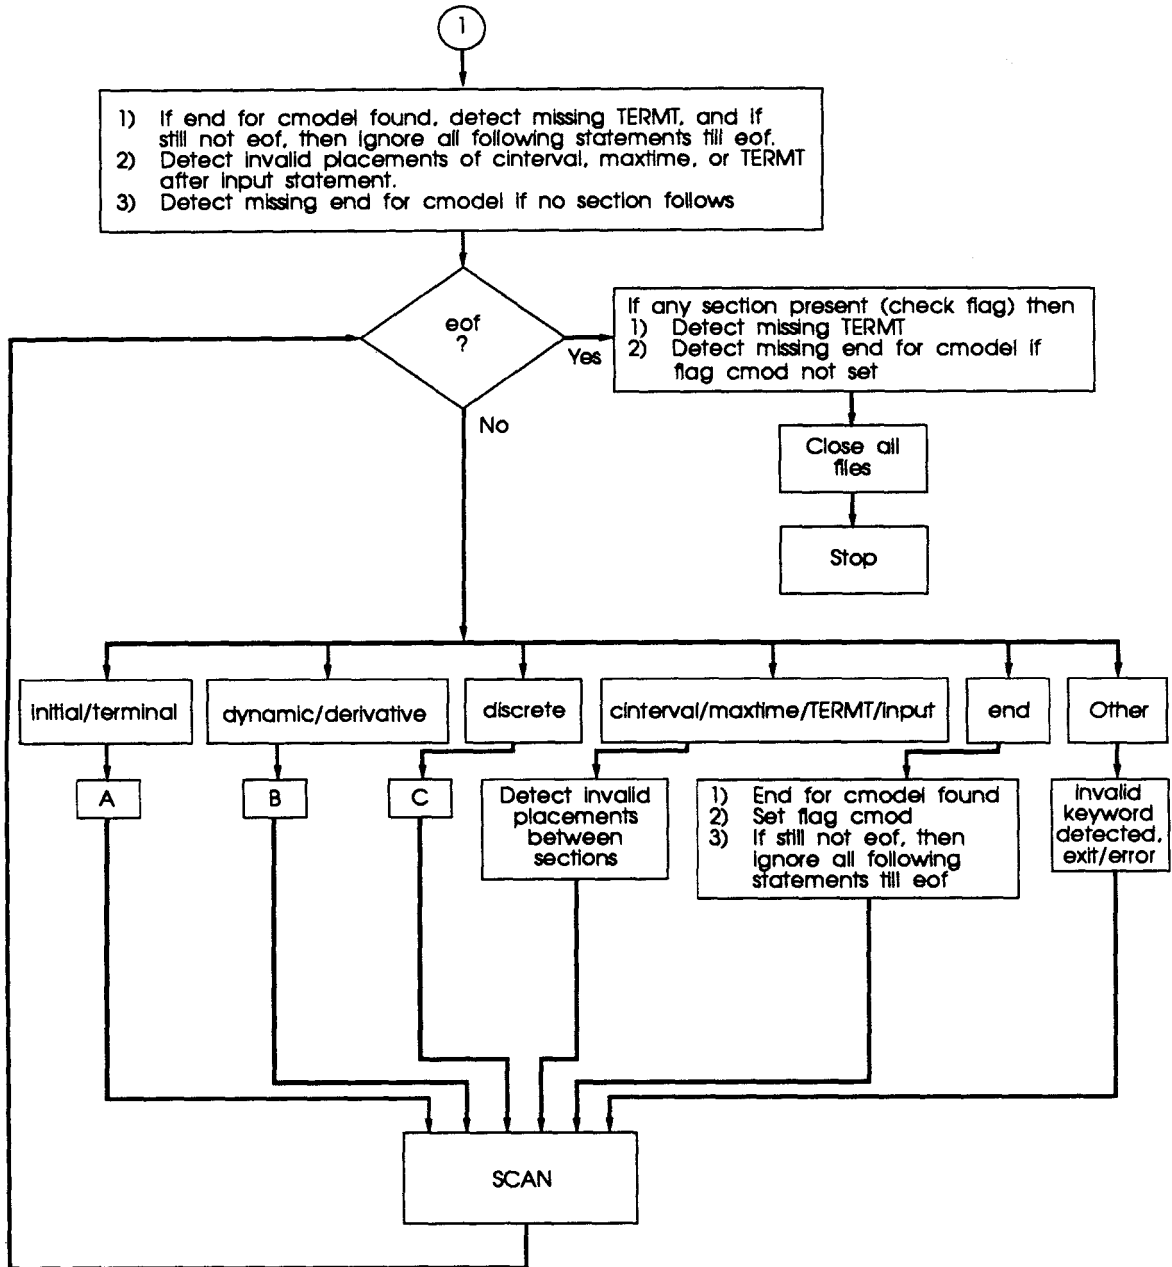 1
1) If end for cmodel found, detect missing TERMT, and if
still not eof, then ignore all following statements till eof.
2) Detect invalid placements of cinterval, maxtime, or TERMT
after input statement.
3) Detect missing end for cmodel if no section follows
eof
?
Yes
No
If any section present (check flag) then
1) Detect missing TERMT
2) Detect missing end for cmodel if
flag cmod not set
Close all
files
Stop
initial/terminal
dynamic/derivative
discrete
cinterval/maxtime/TERMT/input
end
Other
A
B
C
Detect invalid
placements
between
sections
1) End for cmodel found
2) Set flag cmod
3) If still not eof, then
ignore all following
statements till eof
invalid
keyword
detected,
exit/error
SCAN